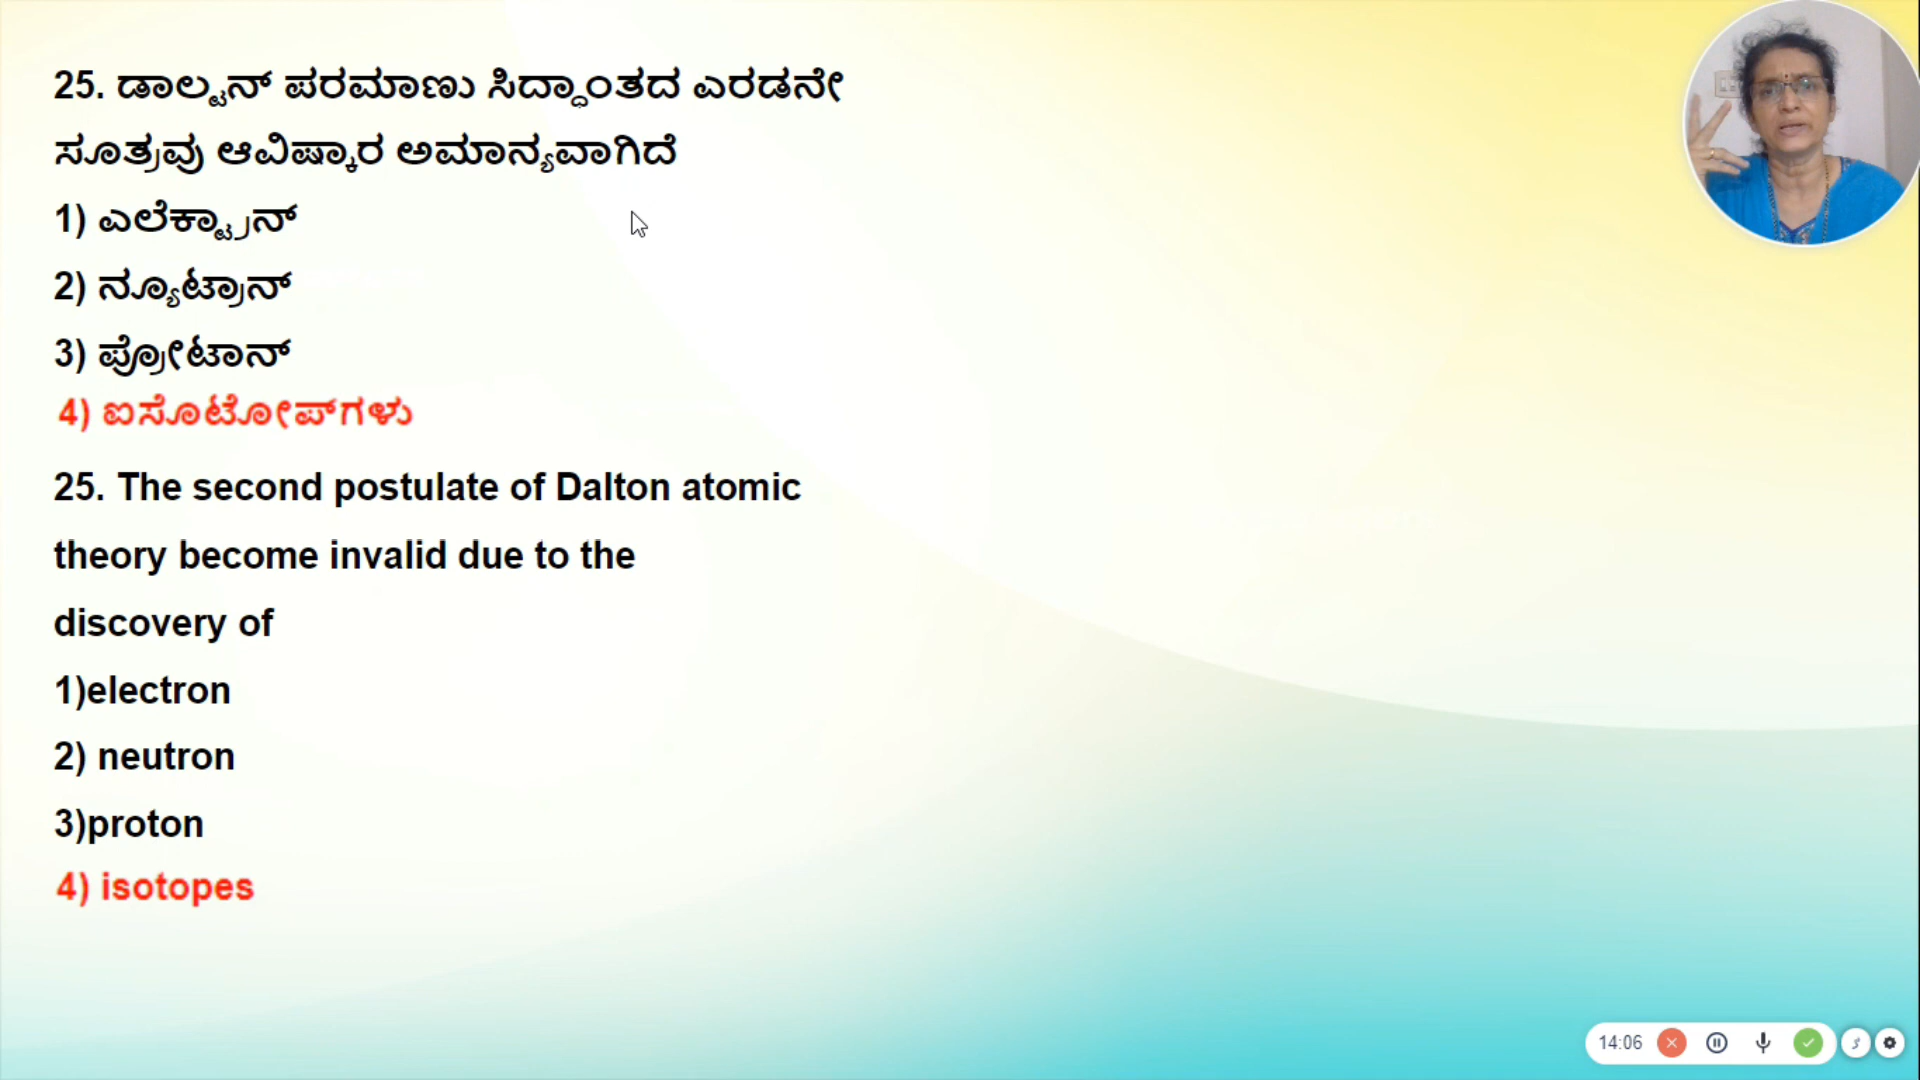 25. ಡಾಲ್ಟನ್ ಪರಮಾಣು ಸಿದ್ಧಾಂತದ ಎರಡನೇ
ಸೂತ್ರವು ಆವಿಷ್ಕಾರ ಅಮಾನ್ಯವಾಗಿದೆ
1) ಎಲೆಕ್ಟ್ರಾನ್
2) ನ್ಯೂಟ್ರಾನ್
3) ಪ್ರೋಟಾನ್
4) ಐಸೊಟೋಪ್‌ಗಳು
25. The second postulate of Dalton atomic
theory become invalid due to the
discovery of
1)electron
2) neutron
3)proton
4) isotopes
14:06